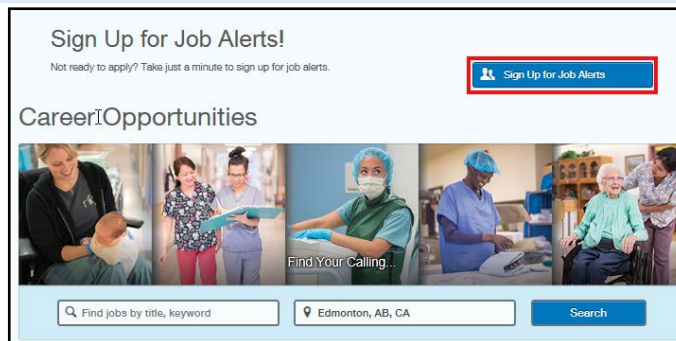 Sign Up for Job Alerts!
Not ready to apply? Take just a minute to sign up for job alerts.
Sign Up for Job Alerts
Career Opportunities
Find Your Calling...
Find jobs by title, keyword
Edmonton, AB, CA
Search